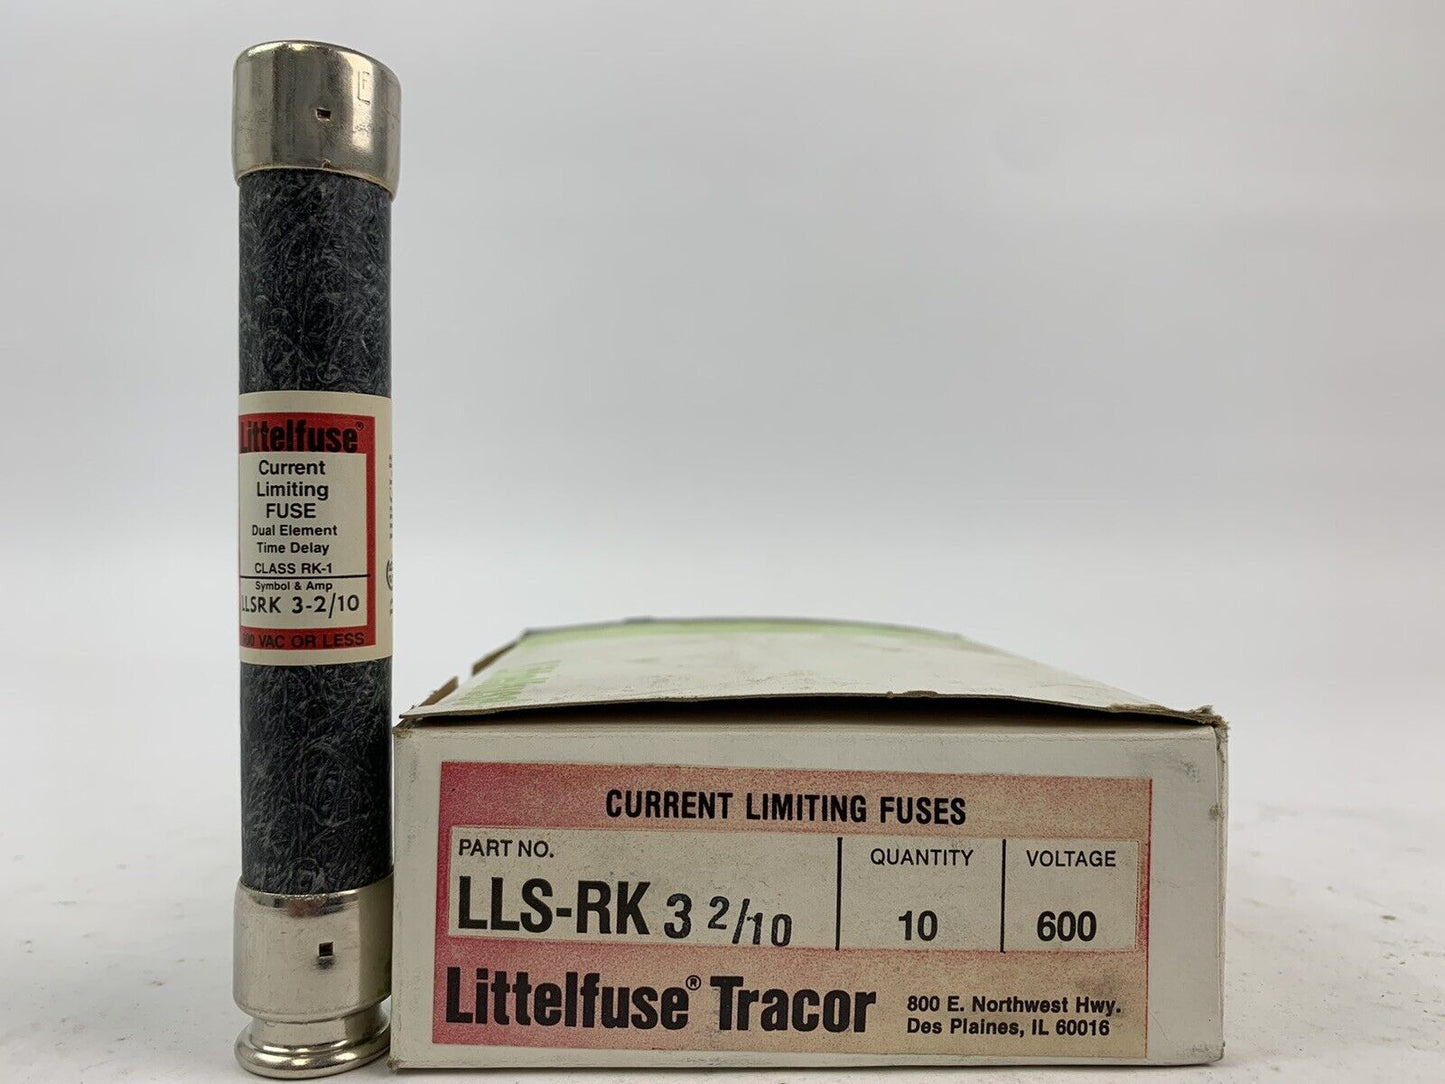 Littelfuse®
Current
Limiting
FUSE
Dual Element
Time Delay
CLASS RK-1
Symbol & Amp
LLSRK 3-2/10
600 VAC OR LESS
CURRENT LIMITING FUSES
PART NO.
LLS-RK 3 2/10
QUANTITY
10
VOLTAGE
600
Littelfuse® Tracor
800 E. Northwest Hwy.
Des Plaines, IL 60016